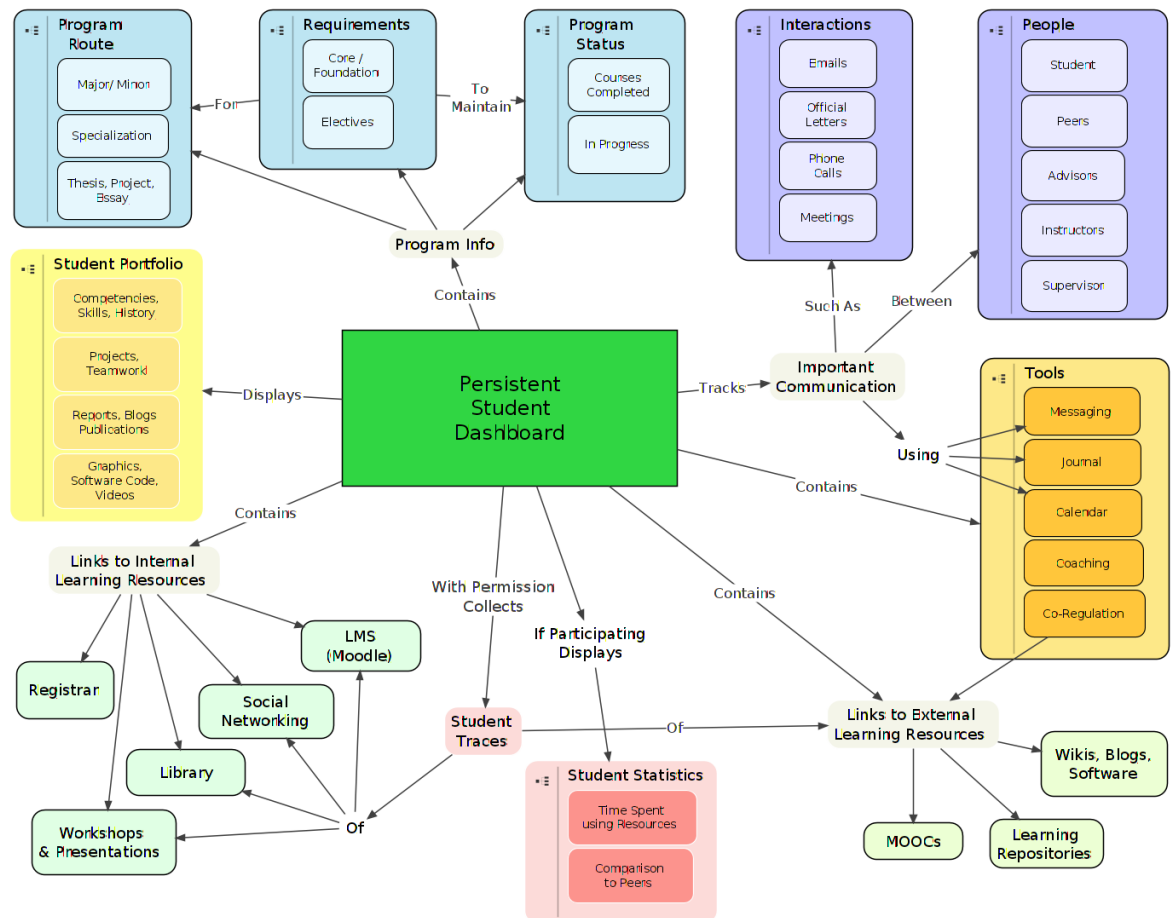 Program
Route
Major/ Minor
Specialization
Thesis, Project,
Essay
For
Requirements
Core /
Foundation
Electives
To
Maintain
Program
Status
Courses
Completed
In Progress
Interactions
Emails
Official
Letters
Phone
Calls
Meetings
People
Student
Peers
Advisors
Instructors
Supervisor
Program Info
Contains
Such As
Between
Student Portfolio
Competencies,
Skills, History
Projects,
Teamwork
Reports, Blogs
Publications
Graphics,
Software Code,
Videos
Displays
Persistent
Student
Dashboard
Tracks
Important
Communication
Using
Contains
Tools
Messaging
Journal
Calendar
Coaching
Co-Regulation
Contains
Links to Internal
Learning Resources
Registrar
Workshops
& Presentations
Library
Social
Networking
LMS
(Moodle)
Of
With Permission
Collects
Student
Traces
Of
If Participating
Displays
Student Statistics
Time Spent
using Resources
Comparison
to Peers
Contains
Links to External
Learning Resources
Wikis, Blogs,
Software
MOOCs
Learning
Repositories